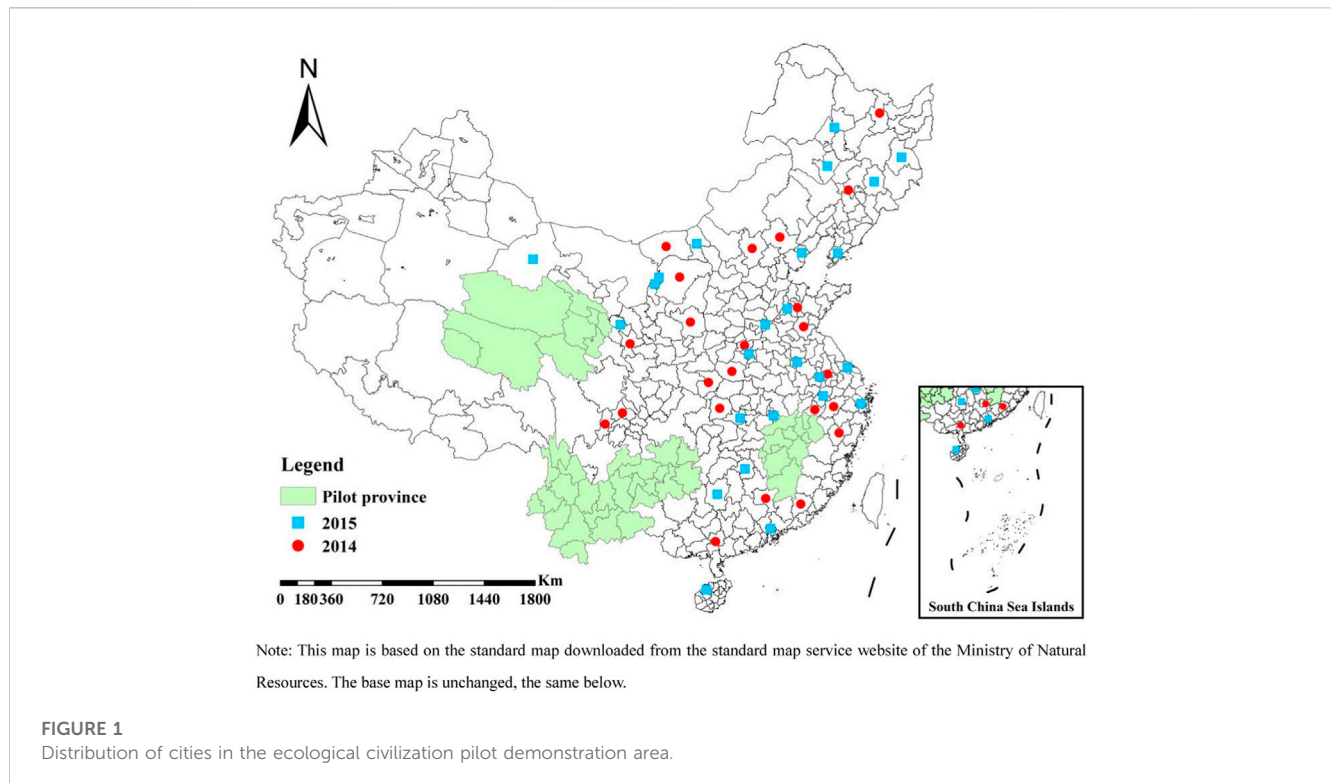 N
Legend
Pilot province
2015
2014
Km
0 180 360 720 1080 1440 1800
South China Sea Islands
Note: This map is based on the standard map downloaded from the standard map service website of the Ministry of Natural
Resources. The base map is unchanged, the same below.
FIGURE 1
Distribution of cities in the ecological civilization pilot demonstration area.